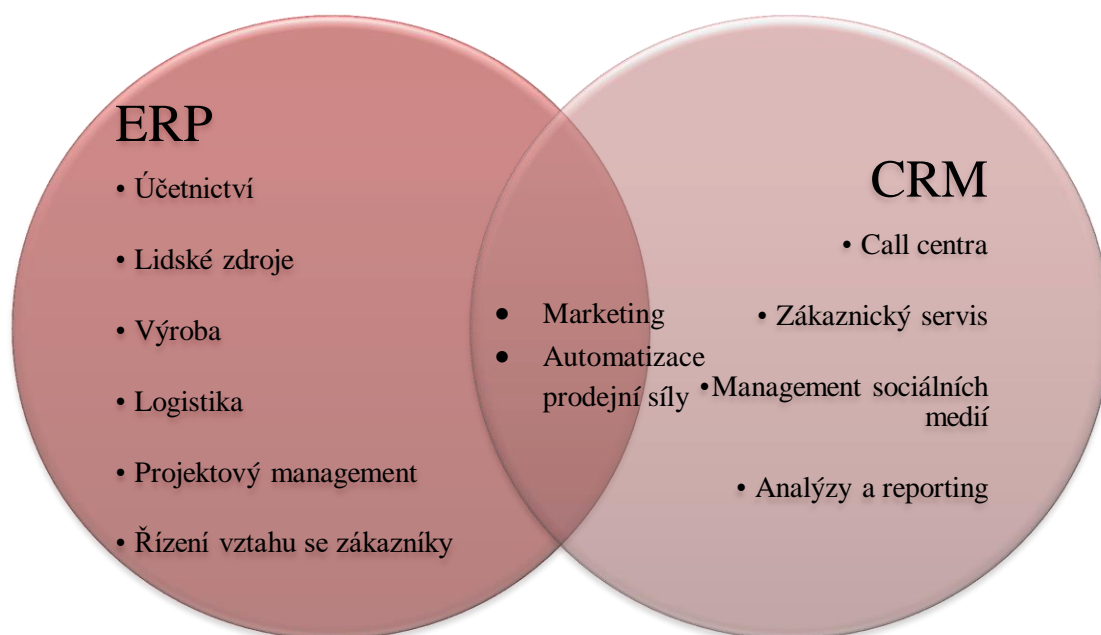 ERP
• Účetnictví
• Lidské zdroje
• Výroba
• Logistika
• Projektový management
• Řízení vztahu se zákazníky
• Marketing
• Automatizace
prodejní síly
CRM
• Call centra
• Zákaznický servis
•Management sociálních
medií
• Analýzy a reporting